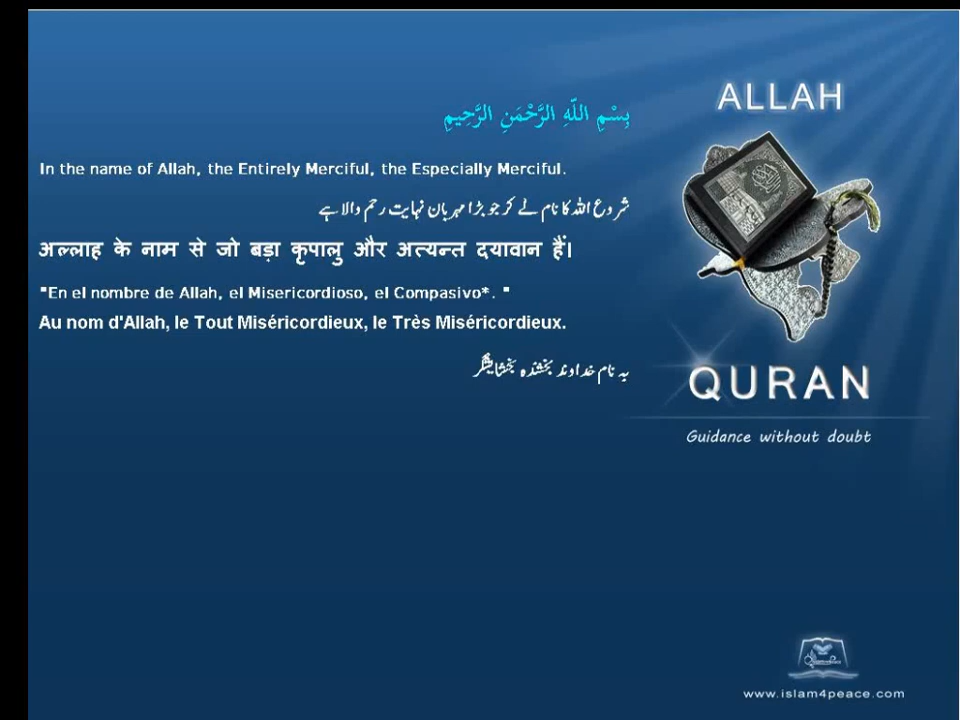 بِسْمِ اللّهِ الرَّحْمَنِ الرَّحِيمِ
In the name of Allah, the Entirely Merciful, the Especially Merciful.
شروع اللہ کا نام لے کر جو بڑا مہربان نہایت رحم والا ہے
अल्लाह के नाम से जो बड़ा कृपालु और अत्यन्त दयावान हैं।
"En el nombre de Allah, el Misericordioso, el Compasivo*. "
Au nom d'Allah, le Tout Miséricordieux, le Très Miséricordieux.
به نام خداوند بخشنده بخشایشگر
ALLAH
QURAN
Guidance without doubt
www.islam4peace.com